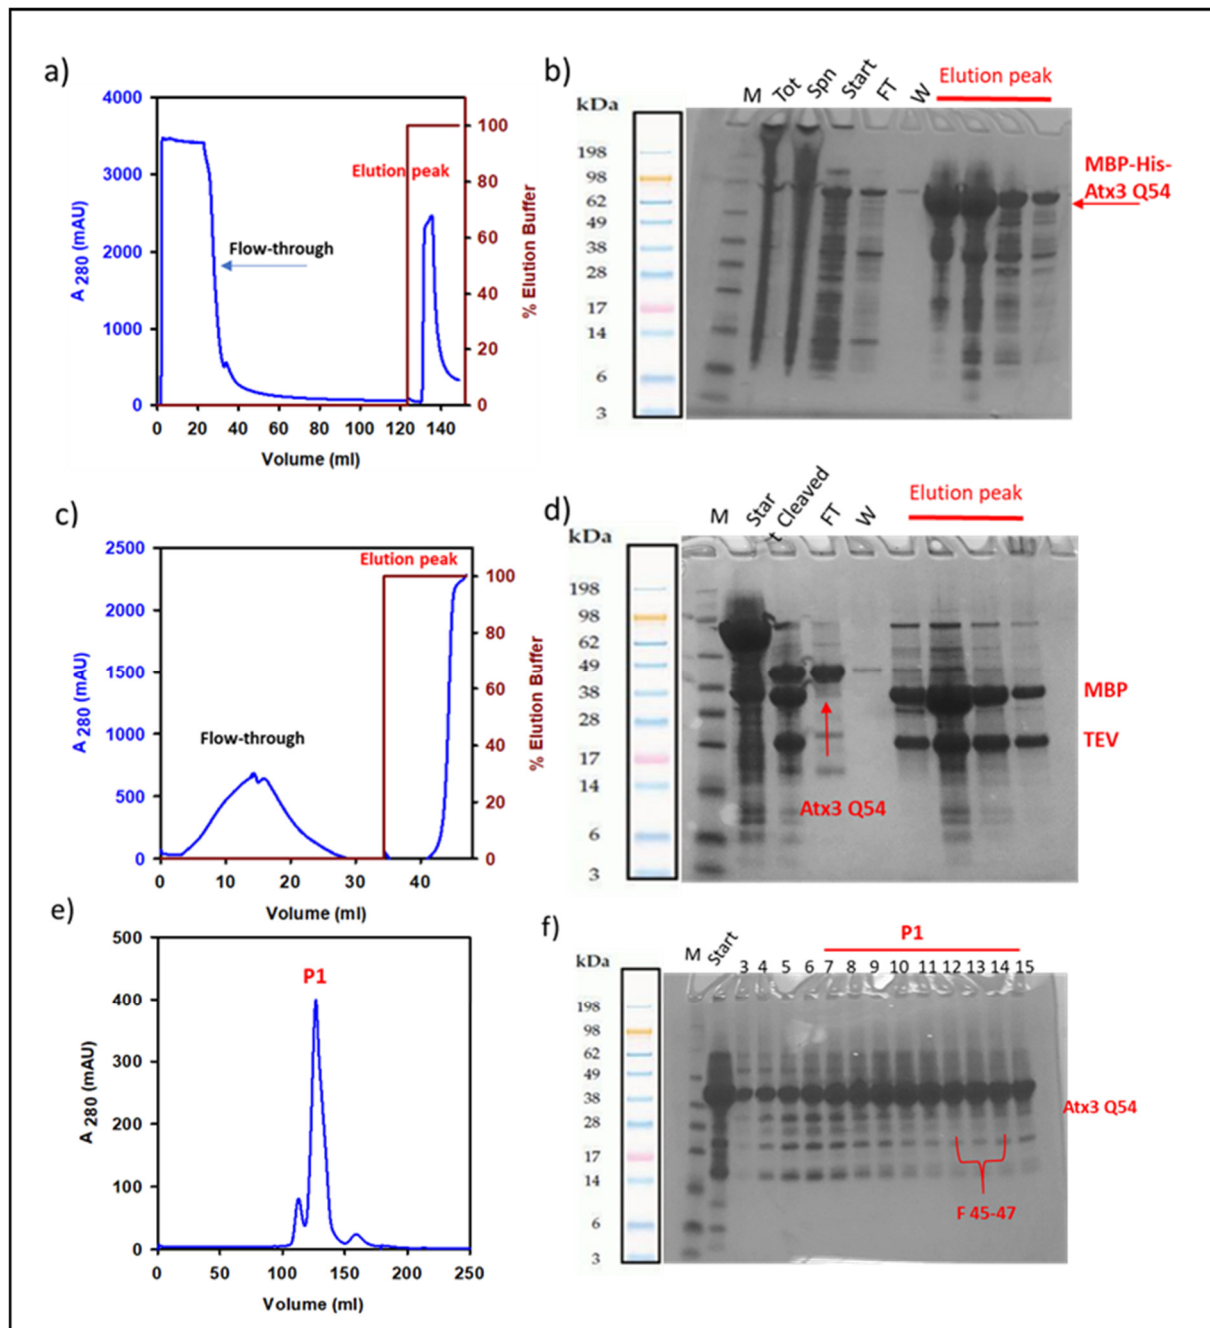 a)
4000
3000
2000
1000
0
A 280 (mAU)
0 20 40 60 80 100 120 140
Volume (ml)
100
80
60
40
20
0
% Elution Buffer
Elution peak
Flow-through
b)
kDa
198
98
62
49
38
28
17
14
6
3
M Tot Spn Start FT W
Elution peak
MBP-His-
Atx3 Q54
c)
2500
2000
1500
1000
500
0
A 280 (mAU)
0 10 20 30 40
Volume (ml)
100
80
60
40
20
0
% Elution Buffer
Elution peak
Flow-through
d)
kDa
198
98
62
49
38
28
17
14
6
3
M Star
t Cleaved FT W
Elution peak
MBP
TEV
Atx3 Q54
e)
500
400
300
200
100
0
A 280 (mAU)
0 50 100 150 200 250
Volume (ml)
P1
f)
kDa
198
98
62
49
38
28
17
14
6
3
P1
M Start 3 4 5 6 7 8 9 10 11 12 13 14 15
Atx3 Q54
F 45-47